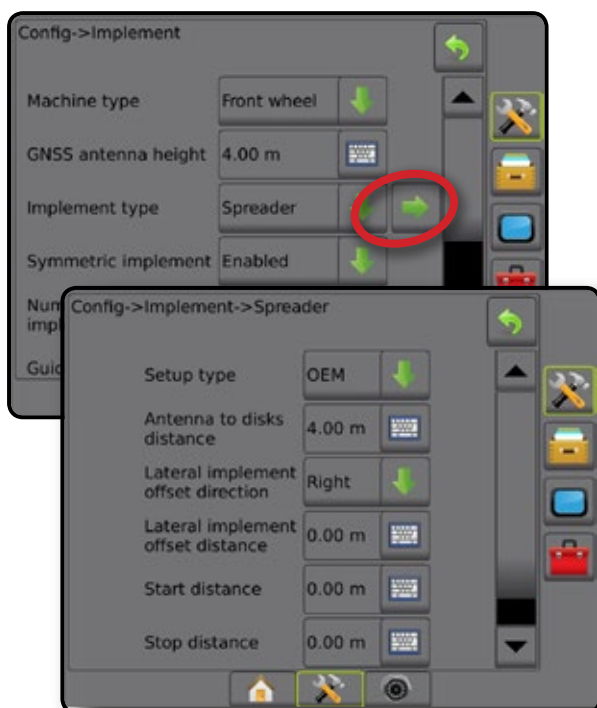 Config->Implement
Machine type Front wheel
GNSS antenna height 4.00 m
Implement type Spreader
Symmetric implement Enabled
Config->Implement->Spreader
Setup type OEM
Antenna to disks
distance 4.00 m
Lateral implement
offset direction Right
Lateral implement
offset distance 0.00 m
Start distance 0.00 m
Stop distance 0.00 m